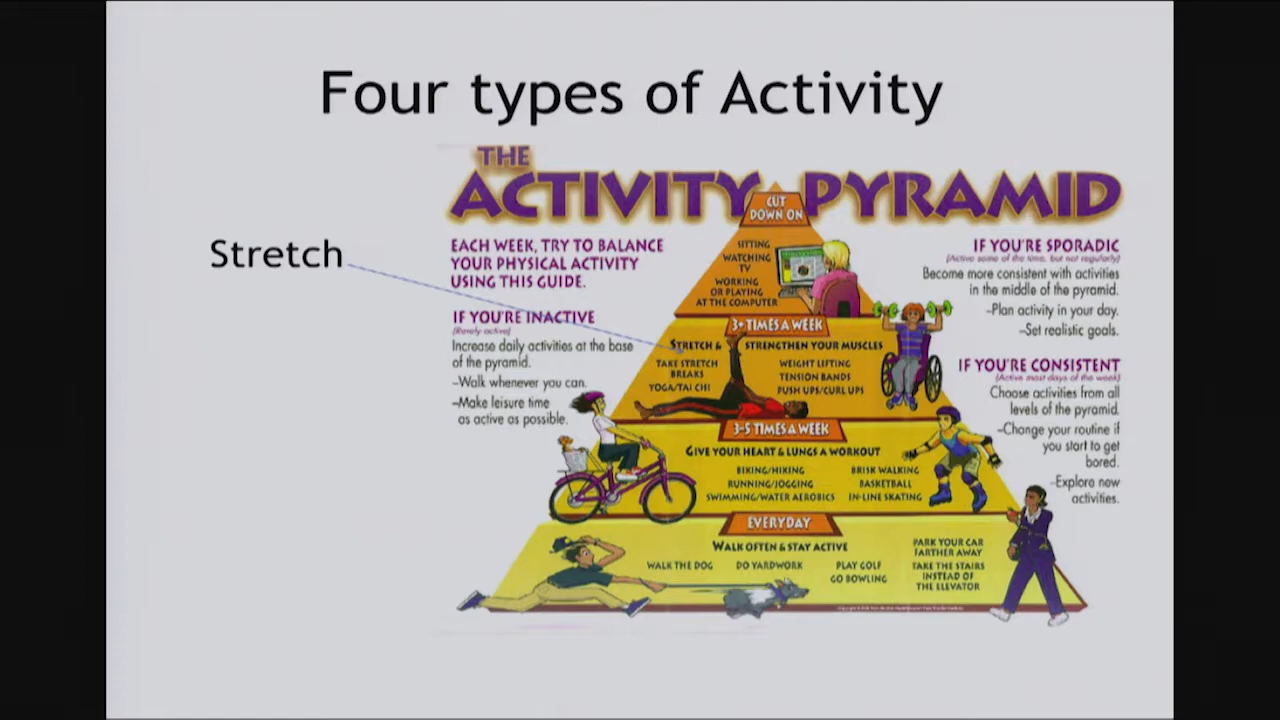 Four types of Activity
THE
ACTIVITY PYRAMID
Stretch
EACH WEEK, TRY TO BALANCE
YOUR PHYSICAL ACTIVITY
USING THIS GUIDE.
IF YOU'RE INACTIVE
(Rarely active)
Increase daily activities at the base
of the pyramid.
–Walk whenever you can.
–Make leisure time
as active as possible.
CUT
DOWN ON
SITTING
WATCHING
TV
WORKING
OR PLAYING
AT THE COMPUTER
3+ TIMES A WEEK
STRETCH & STRENGTHEN YOUR MUSCLES
TAKE STRETCH
BREAKS
YOGA/TAI CHI
WEIGHT LIFTING
TENSION BANDS
PUSH UPS/CURL UPS
3-5 TIMES A WEEK
GIVE YOUR HEART & LUNGS A WORKOUT
BIKING/HIKING
RUNNING/JOGGING
SWIMMING/WATER AEROBICS
BRISK WALKING
BASKETBALL
IN-LINE SKATING
EVERYDAY
WALK OFTEN & STAY ACTIVE
WALK THE DOG
DO YARDWORK
PLAY GOLF
GO BOWLING
PARK YOUR CAR
FARTHER AWAY
TAKE THE STAIRS
INSTEAD OF
THE ELEVATOR
IF YOU'RE SPORADIC
(Active some of the time, but not regularly)
Become more consistent with activities
in the middle of the pyramid.
–Plan activity in your day.
–Set realistic goals.
IF YOU'RE CONSISTENT
(Active most days of the week)
Choose activities from all
levels of the pyramid.
–Change your routine if
you start to get
bored.
–Explore new
activities.